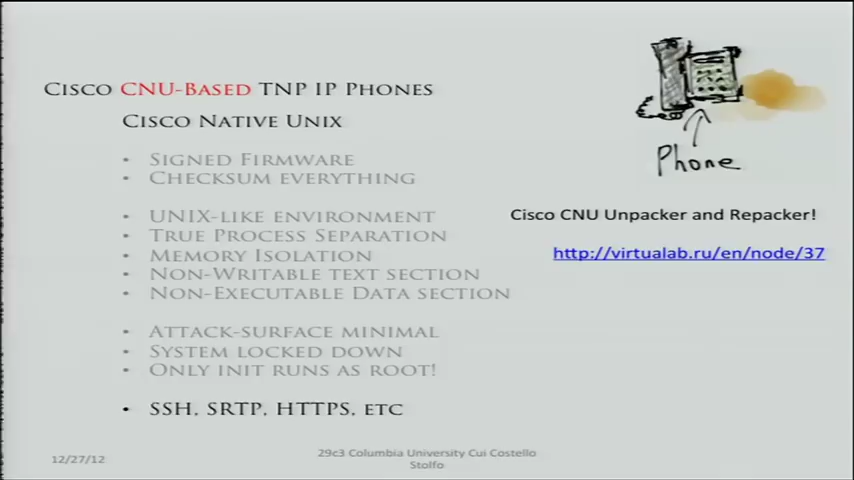 Cisco CNU-Based TNP IP Phones
Cisco Native Unix
• Signed Firmware
• Checksum everything
• UNIX-like environment
• True Process Separation
• Memory Isolation
• Non-Writable text section
• Non-Executable Data section
• Attack-surface minimal
• System locked down
• Only init runs as root!
• SSH, SRTP, HTTPS, etc
Phone
Cisco CNU Unpacker and Repacker!
http://virtualab.ru/en/node/37
12/27/12
29c3 Columbia University Cui Costello
Stolfo